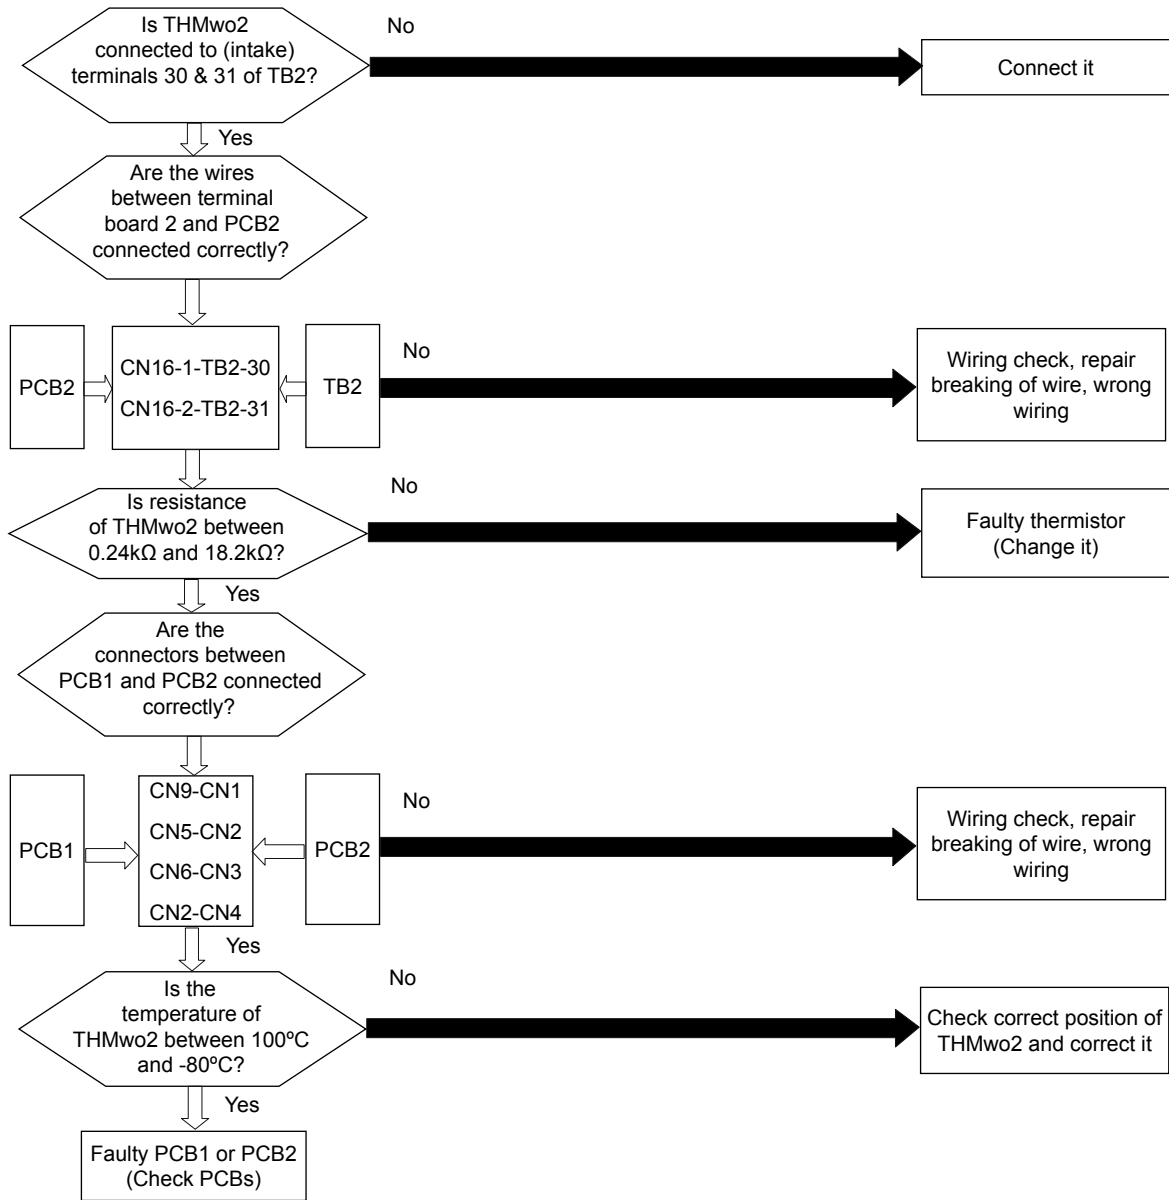 Is THMwo2
connected to (intake)
terminals 30 & 31 of TB2?
No
Connect it
Yes
Are the wires
between terminal
board 2 and PCB2
connected correctly?
PCB2
CN16-1-TB2-30
CN16-2-TB2-31
TB2
No
Wiring check, repair
breaking of wire, wrong
wiring
Is resistance
of THMwo2 between
0.24kΩ and 18.2kΩ?
No
Faulty thermistor
(Change it)
Yes
Are the
connectors between
PCB1 and PCB2 connected
correctly?
PCB1
CN9-CN1
CN5-CN2
CN6-CN3
CN2-CN4
PCB2
No
Wiring check, repair
breaking of wire, wrong
wiring
Yes
Is the
temperature of
THMwo2 between 100ºC
and -80ºC?
No
Check correct position of
THMwo2 and correct it
Yes
Faulty PCB1 or PCB2
(Check PCBs)